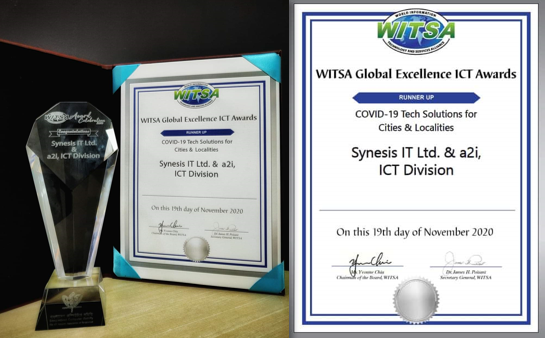 Congratulations
Synesis IT Ltd.
&
a2i, ICT Division
WITSA
WITSA Global Excellence ICT Awards
RUNNER UP
COVID-19 Tech Solutions for
Cities & Localities
Synesis IT Ltd. & a2i,
ICT Division
On this 19th day of November 2020
WORLD INFORMATION
WITSA
TECHNOLOGY AND SERVICES ALLIANCE
WITSA Global Excellence ICT Awards
RUNNER UP
COVID-19 Tech Solutions for
Cities & Localities
Synesis IT Ltd. & a2i,
ICT Division
On this 19th day of November 2020
Yvonne Chiu
Chairman of the Board, WITSA
Dr. James H. Poisant
Secretary General, WITSA